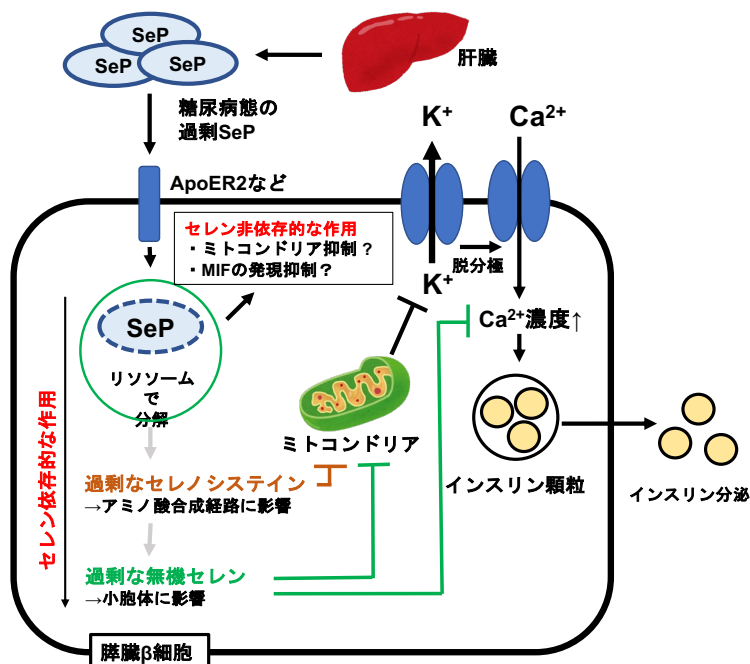 SeP
SeP
SeP
肝臓
糖尿病態の
過剰SeP
K⁺
Ca²⁺
ApoER2など
セレン非依存的な作用
・ミトコンドリア抑制？
・MIFの発現抑制？
脱分極
K⁺
SeP
Ca²⁺濃度↑
リソソーム
で
分解
セレン依存的な作用
ミトコンドリア
過剰なセレノシステイン
→アミノ酸合成経路に影響
インスリン顆粒
インスリン分泌
過剰な無機セレン
→小胞体に影響
膵臓β細胞